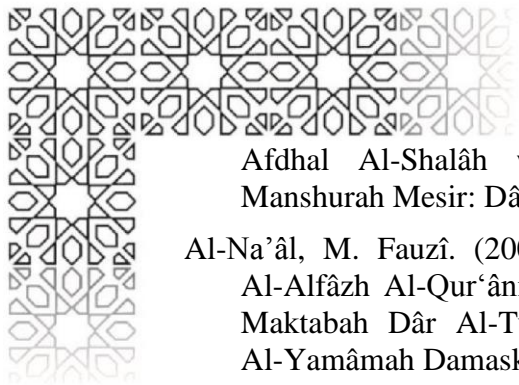 Afdhal Al-Shalâh
Manshurah Mesir: Dâ
Al-Na’âl, M. Fauzî. (200
Al-Alfâzh Al-Qur‘ân
Maktabah Dâr Al-T
Al-Yamâmah Damask